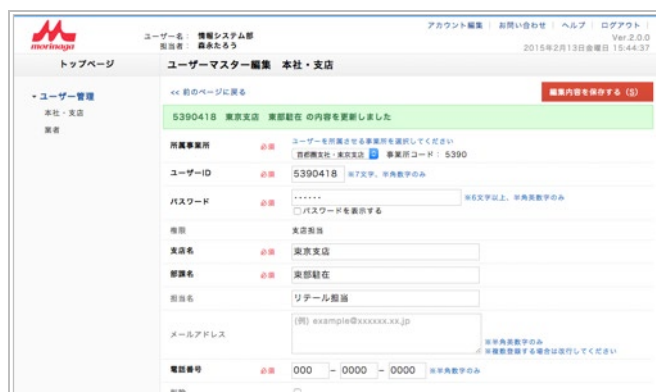 morinaga
ユーザー名： 情報システム部
担当者： 森永たろう
アカウント編集 | お問い合わせ | ヘルプ | ログアウト
Ver.2.0.0
2015年2月13日金曜日 15:44:37
トップページ
ユーザーマスター編集 本社・支店
ユーザー管理
本社・支店
業者
<< 前のページに戻る
編集内容を保存する (S)
5390418 東京支店 東部駐在 の内容を更新しました
所属事業所 必須 ユーザーを所属させる事業所を選択してください
首都圏支社・東京支店 事業所コード： 5390
ユーザーID 必須 5390418 ※7文字、半角数字のみ
パスワード 必須 ······ ※6文字以上、半角英数字のみ
パスワードを表示する
権限 支店担当
支店名 必須 東京支店
部課名 必須 東部駐在
担当名 リテール担当
メールアドレス (例) example@xxxxxx.xx.jp
※半角英数字のみ
※複数登録する場合は改行してください
電話番号 必須 000 - 0000 - 0000 ※半角数字のみ